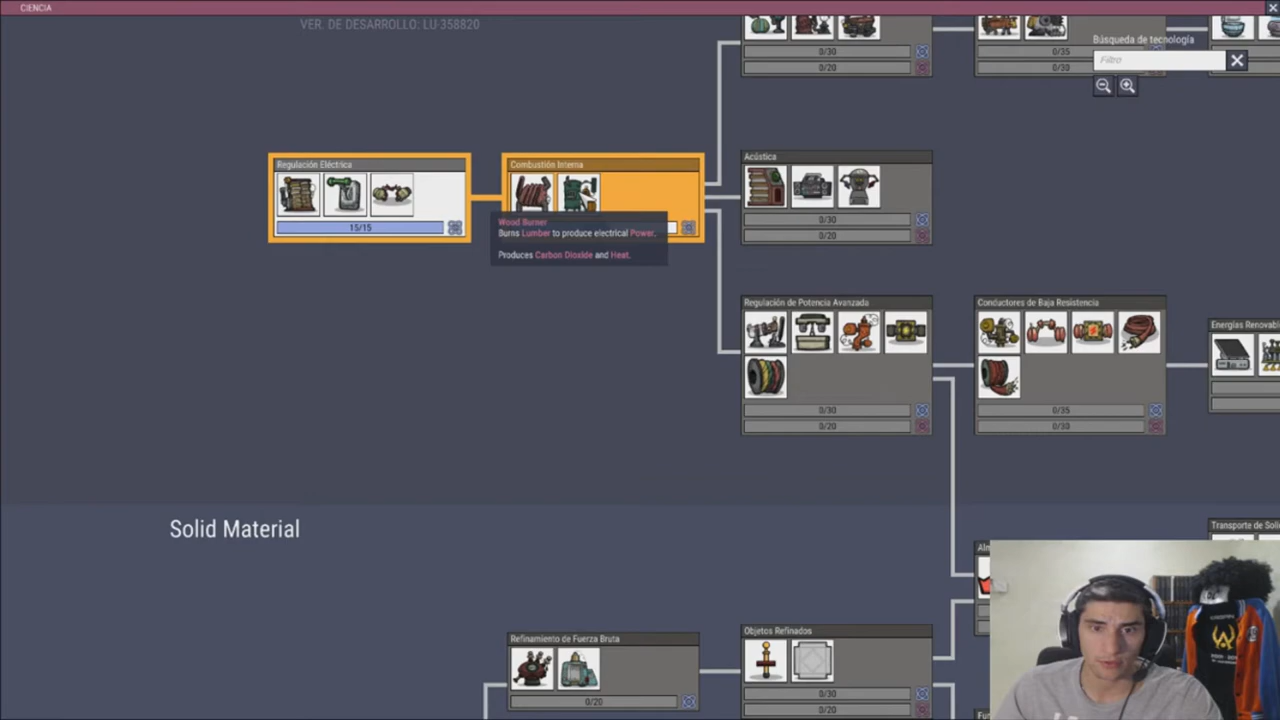 CIENCIA
VER. DE DESARROLLO: LU-358820
Búsqueda de tecnología
Filtro
0/30
0/20
0/35
0/30
Regulación Eléctrica
15/15
Combustión Interna
Wood Burner
Burns Lumber to produce electrical Power.
Produces Carbon Dioxide and Heat.
Acústica
0/30
0/20
Regulación de Potencia Avanzada
0/30
0/20
Conductores de Baja Resistencia
0/35
0/30
Energías Renovabl
Solid Material
Transporte de Soli
Alm
Refinamiento de Fuerza Bruta
0/20
Objetos Refinados
0/30
0/20